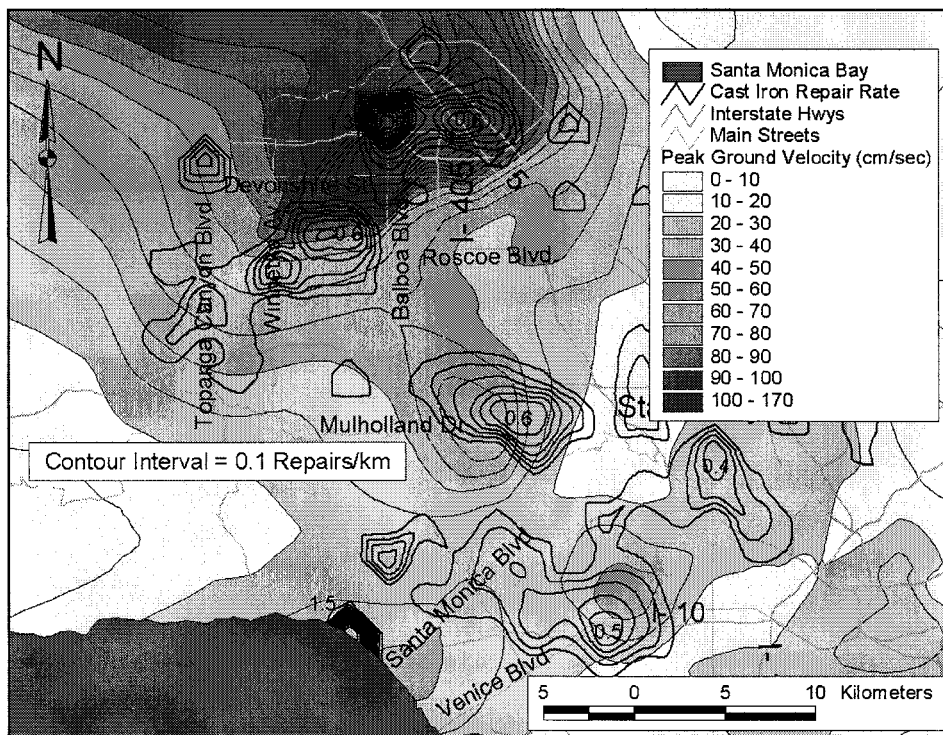 N
Santa Monica Bay
Cast Iron Repair Rate
Interstate Hwys
Main Streets
Peak Ground Velocity (cm/sec)
0 - 10
10 - 20
20 - 30
30 - 40
40 - 50
50 - 60
60 - 70
70 - 80
80 - 90
90 - 100
100 - 170
Devonshire St
Topanga Canyon Blvd
Balboa Blvd
I-405
5
Roscoe Blvd
0.6
Mulholland Dr
0.6
Sta
0.4
Contour Interval = 0.1 Repairs/km
1.5
Santa Monica Blvd
0.5
I-10
Venice Blvd
5 0 5 10 Kilometers